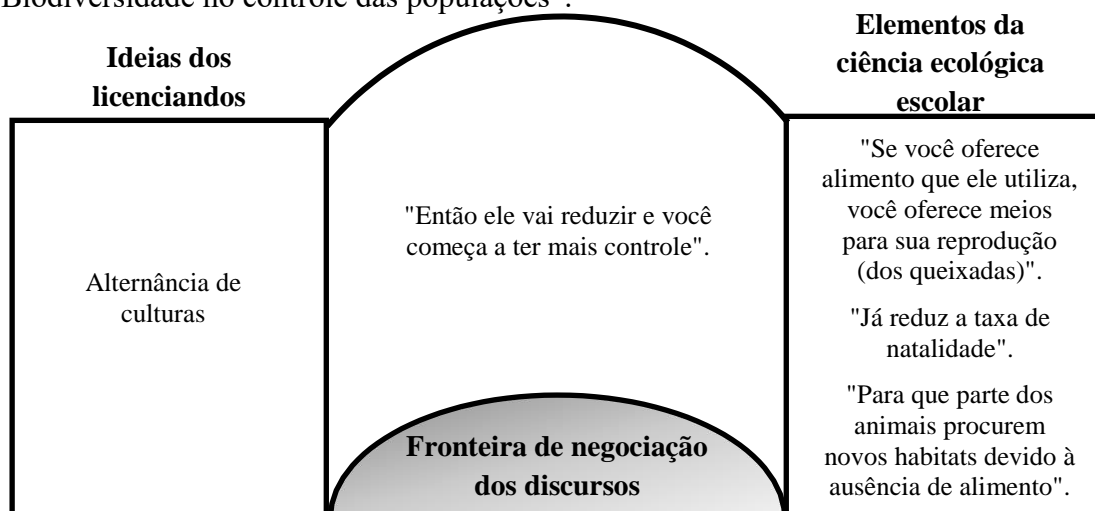 Biodiversidade no controle das populações".
Ideias dos
licenciandos
Alternância de
culturas
"Então ele vai reduzir e você
começa a ter mais controle".
Fronteira de negociação
dos discursos
Elementos da
ciência ecológica
escolar
"Se você oferece
alimento que ele utiliza,
você oferece meios
para sua reprodução
(dos queixadas)".
"Já reduz a taxa de
natalidade".
"Para que parte dos
animais procurem
novos habitats devido à
ausência de alimento".